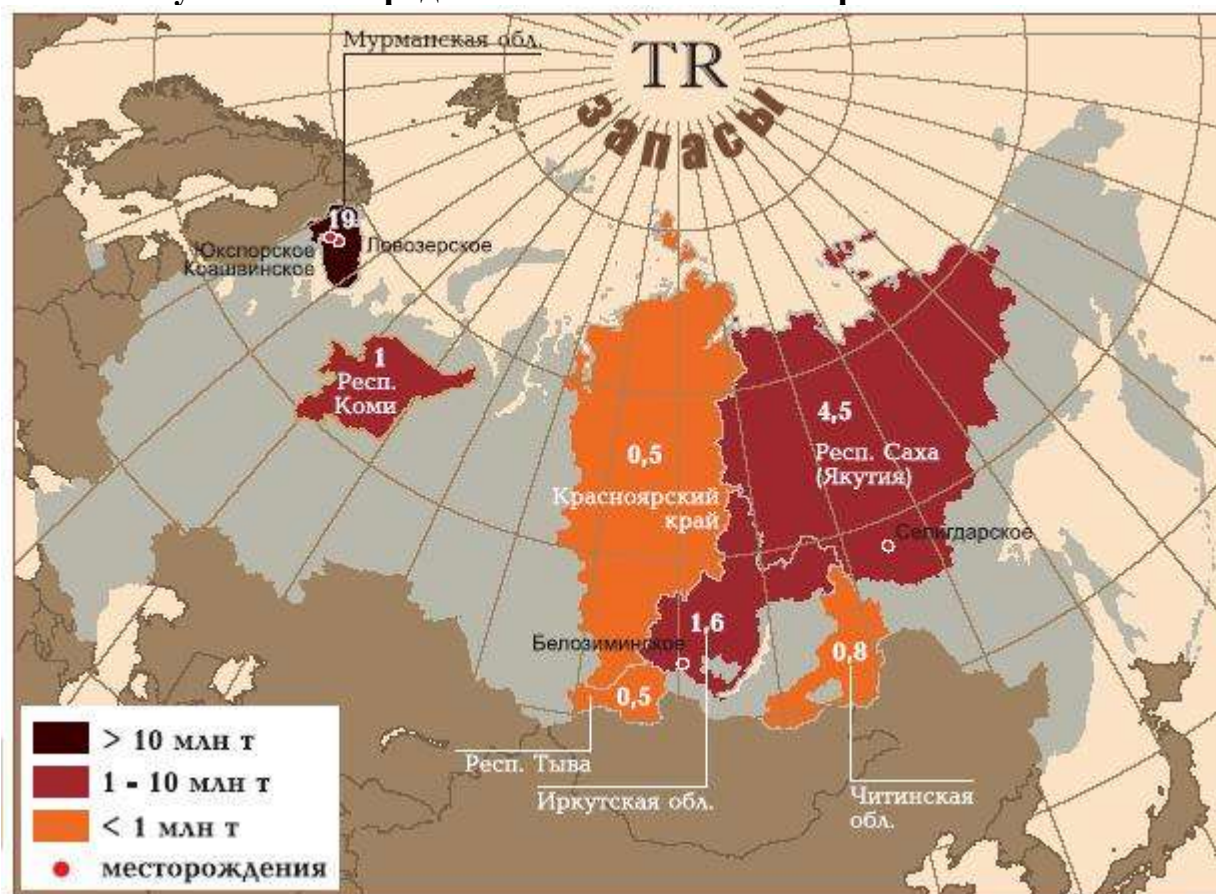 Мурманская обл.
TR
запасы
19
Юкспорское
Ловозерское
Коашвинское
1
Респ.
Коми
4,5
Респ. Саха
(Якутия)
0,5
Красноярский
край
Селигдарское
1,6
Белозиминское
0,8
0,5
> 10 млн т
Респ. Тыва
1 - 10 млн т
Иркутская обл.
Читинская
обл.
< 1 млн т
месторождения